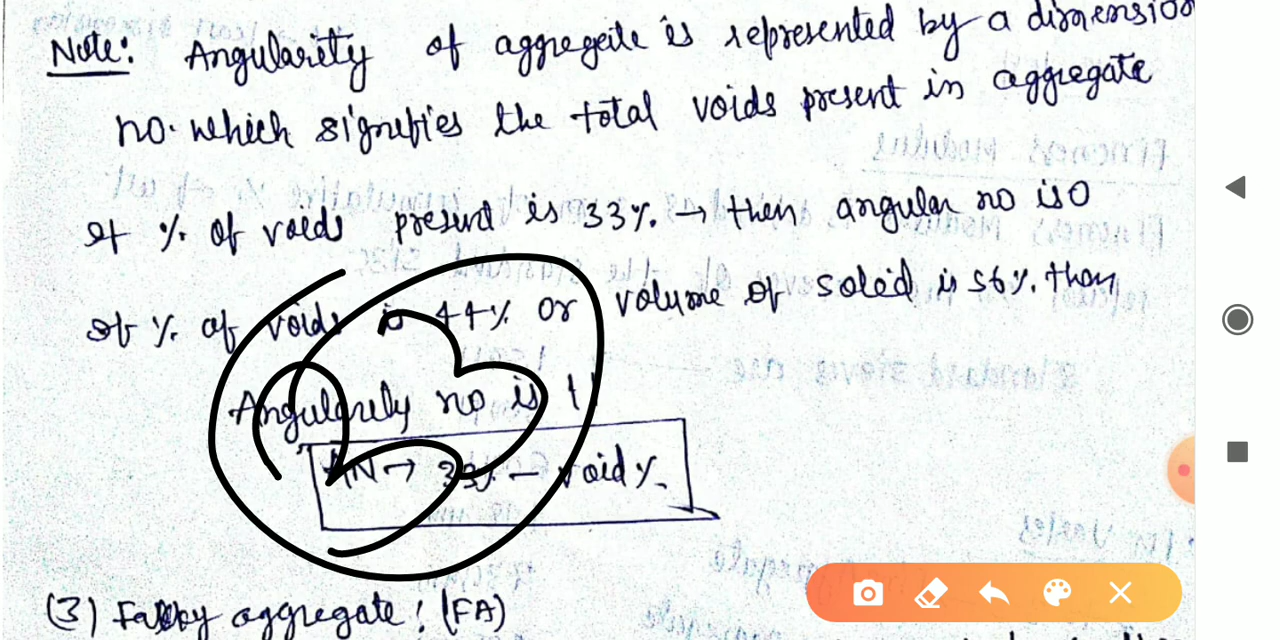 Note: Angularity of aggregate is represented by a dimension
no. which signifies the total voids present in aggregate
If % of voids present is 33% → then angular no is 0
If % of voids is 44% or volume of solid is 56% then
Angularity no is 11
AN → 33% - void %
(3) aggregate: (FA)